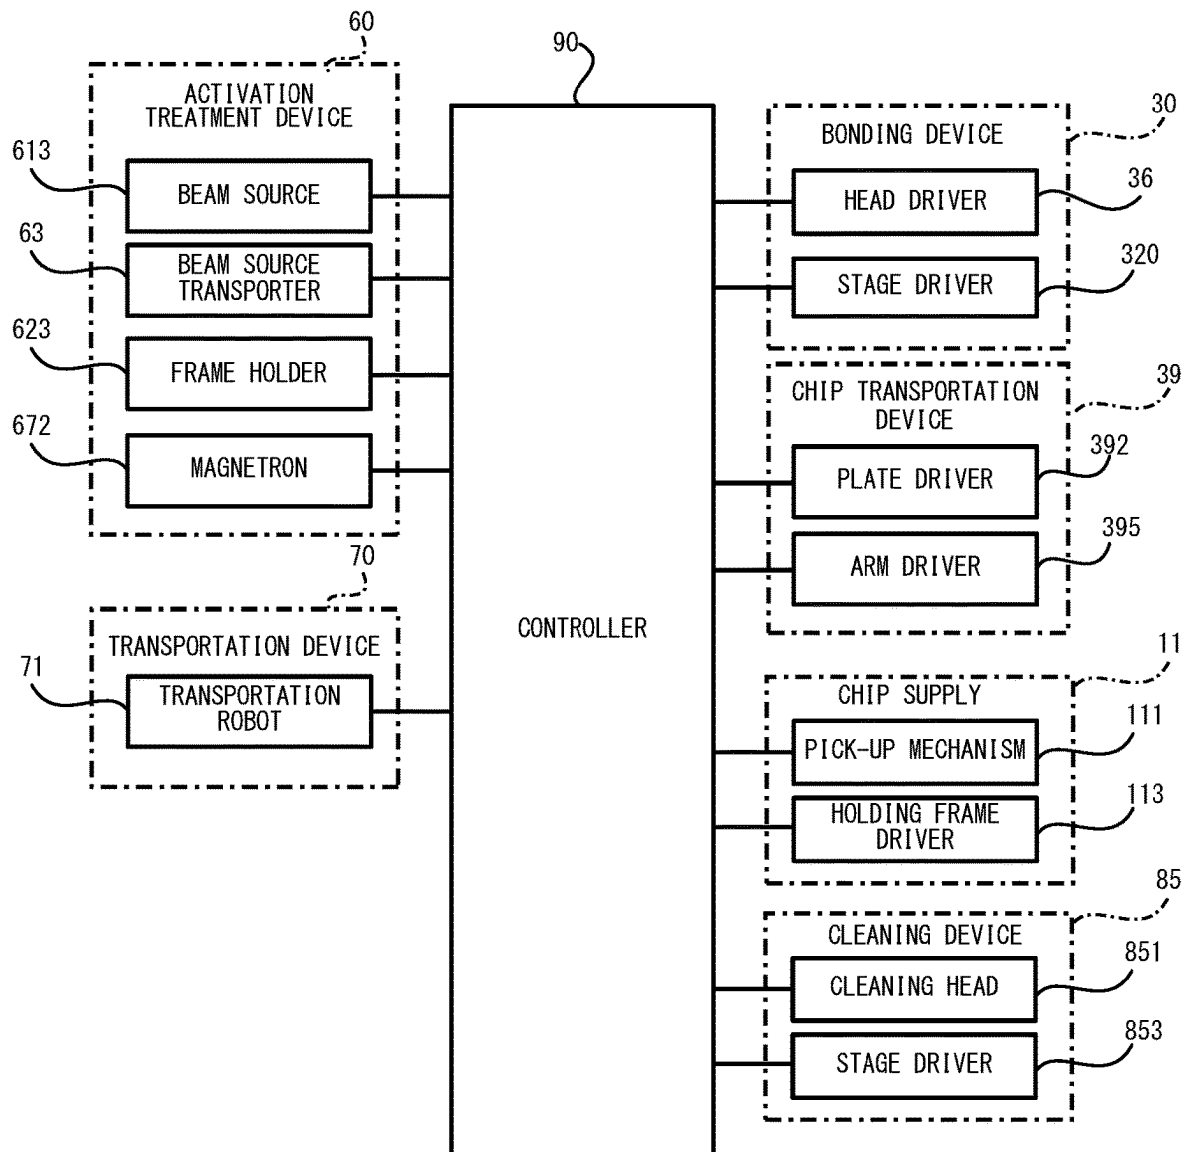 60
ACTIVATION
TREATMENT DEVICE
613
BEAM SOURCE
63
BEAM SOURCE
TRANSPORTER
623
FRAME HOLDER
672
MAGNETRON
70
TRANSPORTATION DEVICE
71
TRANSPORTATION
ROBOT
90
CONTROLLER
30
BONDING DEVICE
36
HEAD DRIVER
320
STAGE DRIVER
39
CHIP TRANSPORTATION
DEVICE
392
PLATE DRIVER
395
ARM DRIVER
11
CHIP SUPPLY
111
PICK-UP MECHANISM
113
HOLDING FRAME
DRIVER
85
CLEANING DEVICE
851
CLEANING HEAD
853
STAGE DRIVER